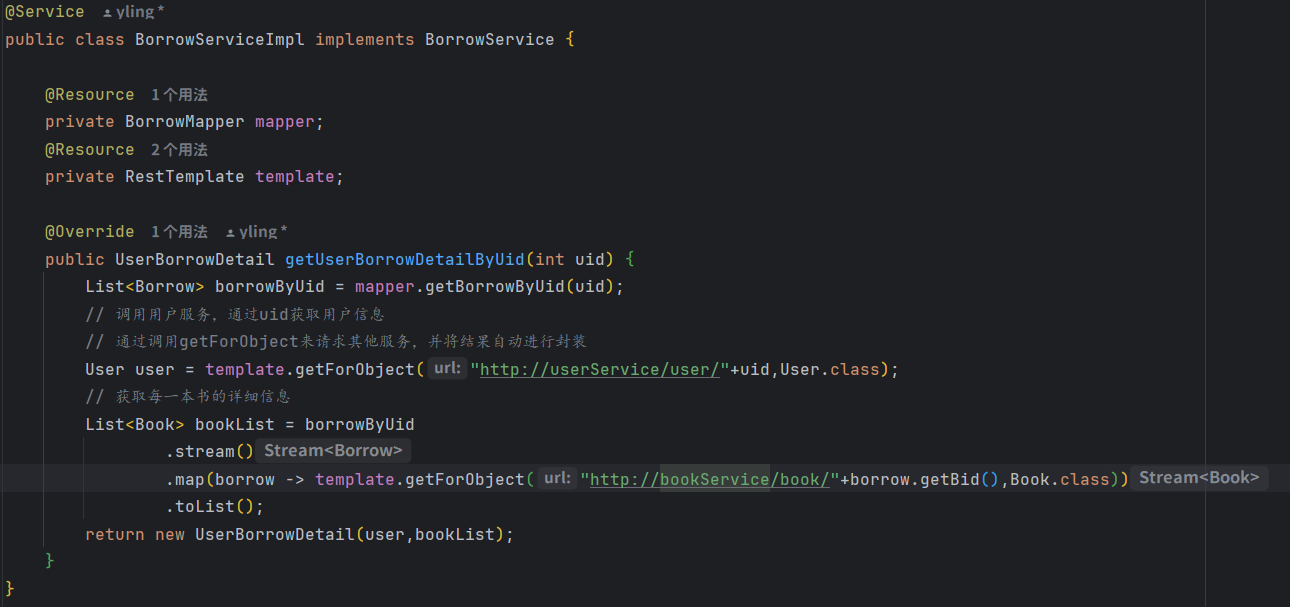 @Service yling *
public class BorrowServiceImpl implements BorrowService {
@Resource 1个用法
private BorrowMapper mapper;
@Resource 2个用法
private RestTemplate template;
@Override 1个用法 yling *
public UserBorrowDetail getUserBorrowDetailByUid(int uid) {
List<Borrow> borrowByUid = mapper.getBorrowByUid(uid);
// 调用用户服务，通过uid获取用户信息
// 通过调用getForObject来请求其他服务，并将结果自动进行封装
User user = template.getForObject( url: "http://userService/user/"+uid,User.class);
// 获取每一本书的详细信息
List<Book> bookList = borrowByUid
.stream() Stream<Borrow>
.map(borrow -> template.getForObject( url: "http://bookService/book/"+borrow.getBid(),Book.class)) Stream<Book>
.toList();
return new UserBorrowDetail(user,bookList);
}
}